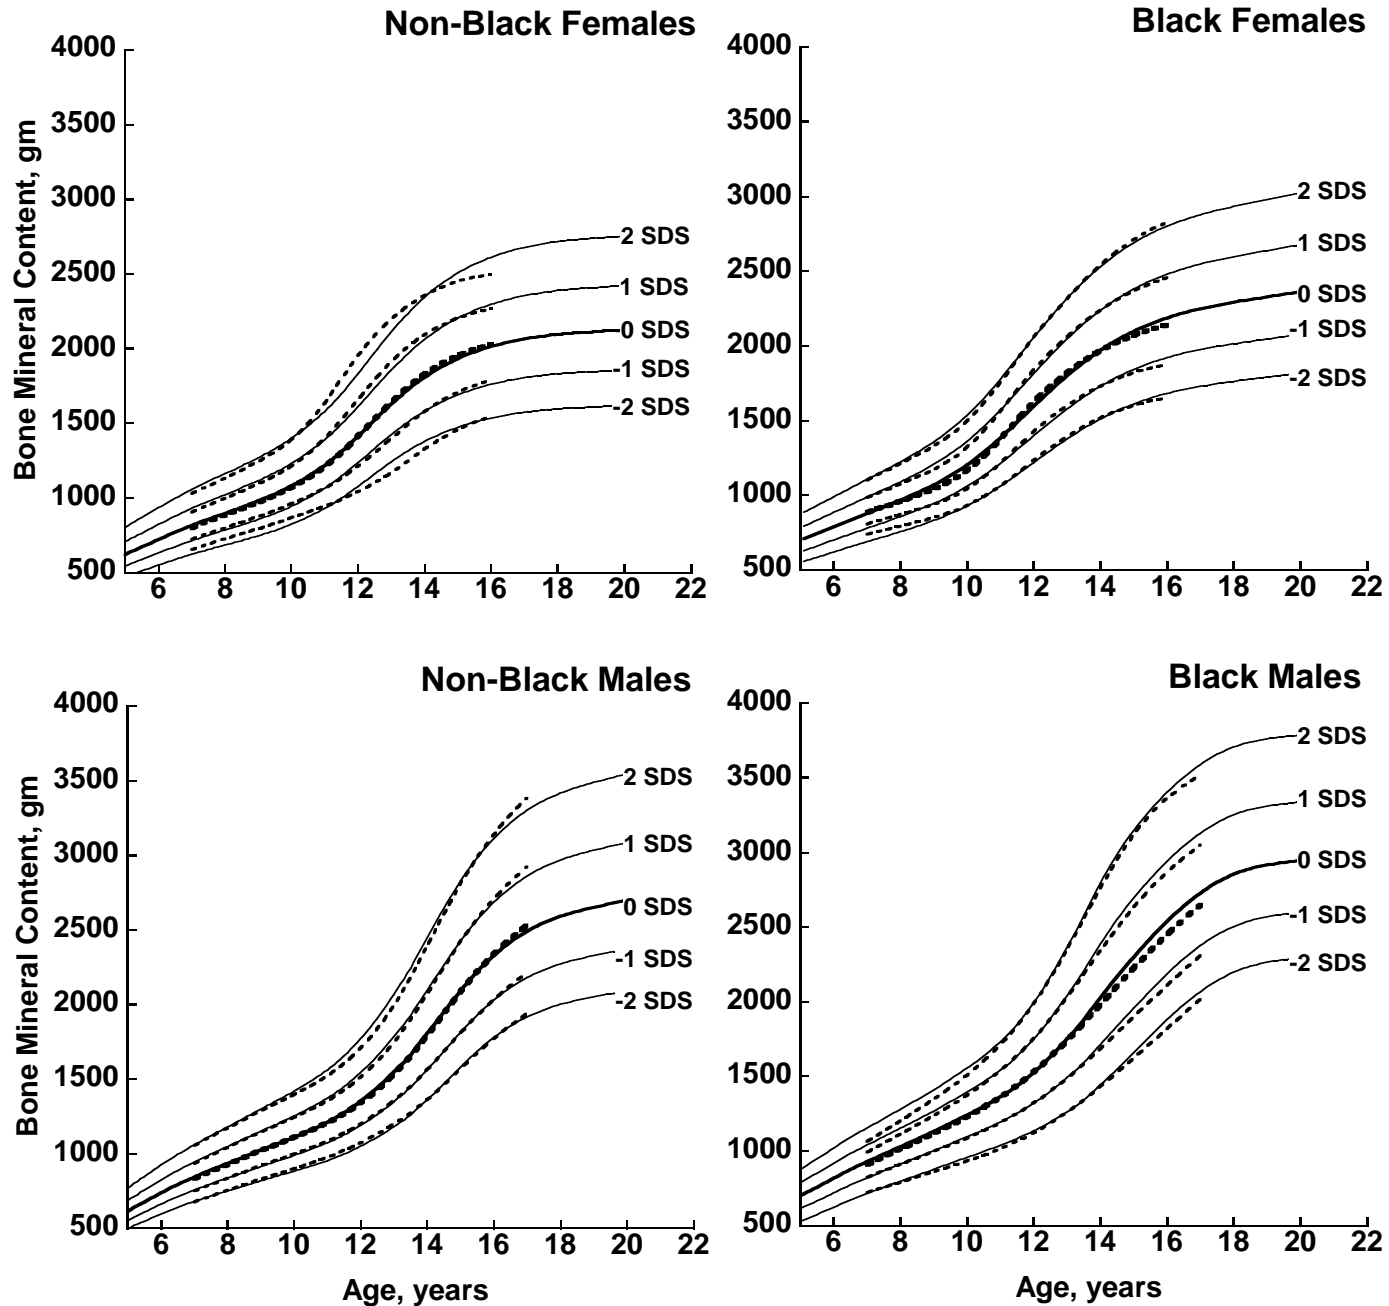 Non-Black Females
Bone Mineral Content, gm
4000
3500
3000
2500
2000
1500
1000
500
2 SDS
1 SDS
0 SDS
-1 SDS
-2 SDS
6 8 10 12 14 16 18 20 22
Black Females
4000
3500
3000
2500
2000
1500
1000
500
2 SDS
1 SDS
0 SDS
-1 SDS
-2 SDS
6 8 10 12 14 16 18 20 22
Non-Black Males
Bone Mineral Content, gm
4000
3500
3000
2500
2000
1500
1000
500
2 SDS
1 SDS
0 SDS
-1 SDS
-2 SDS
6 8 10 12 14 16 18 20 22
Age, years
Black Males
4000
3500
3000
2500
2000
1500
1000
500
2 SDS
1 SDS
0 SDS
-1 SDS
-2 SDS
6 8 10 12 14 16 18 20 22
Age, years